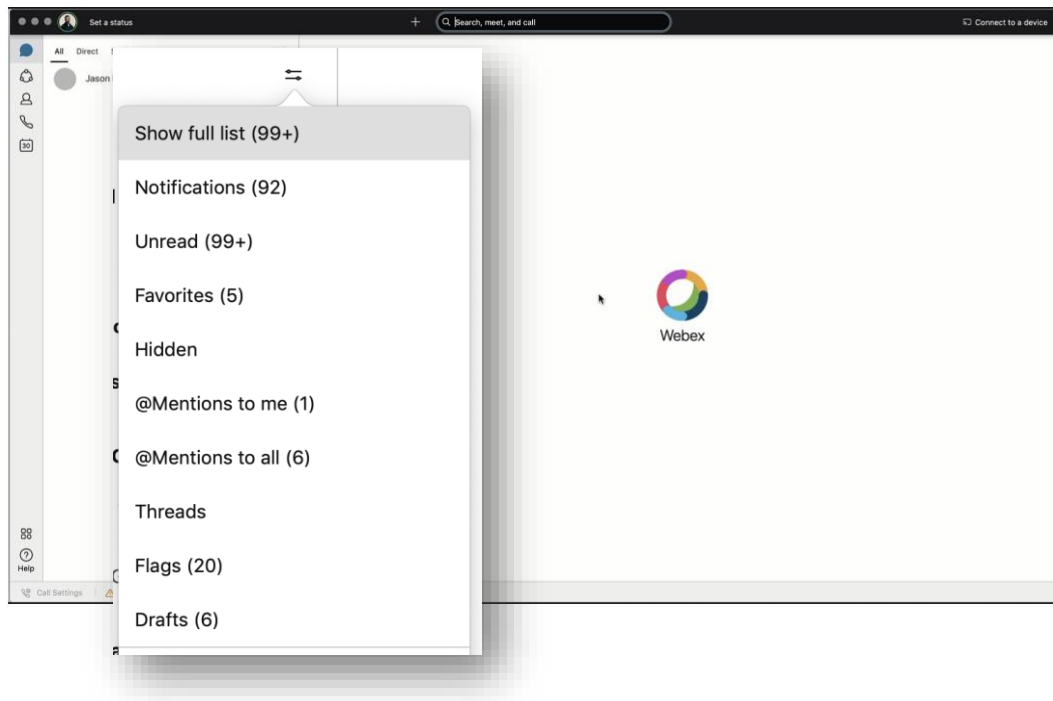 Set a status
Search, meet, and call
Connect to a device
All Direct
Jason
30
Show full list (99+)
Notifications (92)
Unread (99+)
Favorites (5)
Hidden
@Mentions to me (1)
@Mentions to all (6)
Threads
Flags (20)
Drafts (6)
Webex
Help
Call Settings